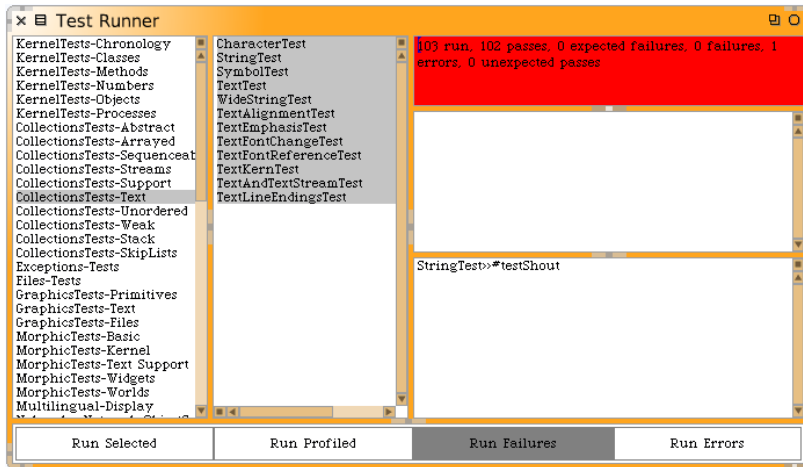 Test Runner
KernelTests-Chronology
KernelTests-Classes
KernelTests-Methods
KernelTests-Numbers
KernelTests-Objects
KernelTests-Processes
CollectionsTests-Abstract
CollectionsTests-Arrayed
CollectionsTests-Sequenceat
CollectionsTests-Streams
CollectionsTests-Support
CollectionsTests-Text
CollectionsTests-Unordered
CollectionsTests-Weak
CollectionsTests-Stack
CollectionsTests-SkipLists
Exceptions-Tests
Files-Tests
GraphicsTests-Primitives
GraphicsTests-Text
GraphicsTests-Files
MorphicTests-Basic
MorphicTests-Kernel
MorphicTests-Text Support
MorphicTests-Widgets
MorphicTests-Worlds
Multilingual-Display
CharacterTest
StringTest
SymbolTest
TextTest
WideStringTest
TextAlignmentTest
TextEmphasisTest
TextFontChangeTest
TextFontReferenceTest
TextKernTest
TextAndTextStreamTest
TextLineEndingsTest
103 run, 102 passes, 0 expected failures, 0 failures, 1
errors, 0 unexpected passes
StringTest>>#testShout
Run Selected
Run Profiled
Run Failures
Run Errors